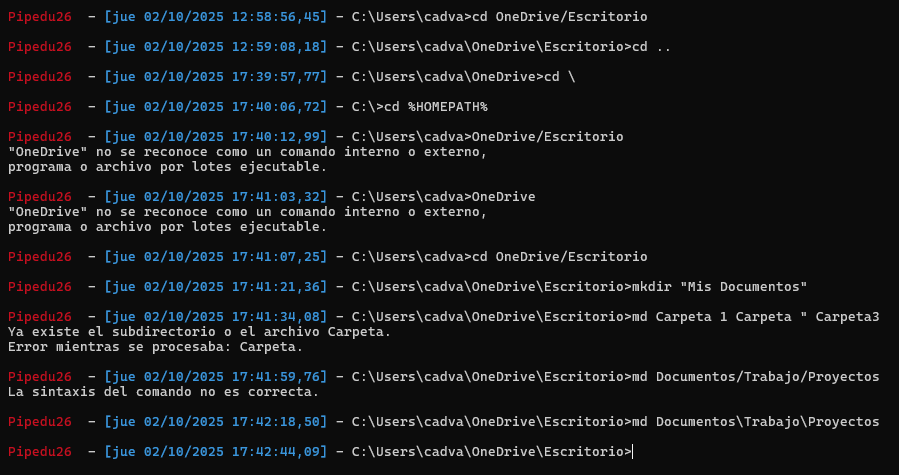 Pipedu26 – [jue 02/10/2025 12:58:56,45] – C:\Users\cadva>cd OneDrive/Escritorio
Pipedu26 – [jue 02/10/2025 12:59:08,18] – C:\Users\cadva\OneDrive\Escritorio>cd ..
Pipedu26 – [jue 02/10/2025 17:39:57,77] – C:\Users\cadva\OneDrive>cd \
Pipedu26 – [jue 02/10/2025 17:40:06,72] – C:\>cd %HOMEPATH%
Pipedu26 – [jue 02/10/2025 17:40:12,99] – C:\Users\cadva>OneDrive/Escritorio
"OneDrive" no se reconoce como un comando interno o externo,
programa o archivo por lotes ejecutable.
Pipedu26 – [jue 02/10/2025 17:41:03,32] – C:\Users\cadva>OneDrive
"OneDrive" no se reconoce como un comando interno o externo,
programa o archivo por lotes ejecutable.
Pipedu26 – [jue 02/10/2025 17:41:07,25] – C:\Users\cadva>cd OneDrive/Escritorio
Pipedu26 – [jue 02/10/2025 17:41:21,36] – C:\Users\cadva\OneDrive\Escritorio>mkdir "Mis Documentos"
Pipedu26 – [jue 02/10/2025 17:41:34,08] – C:\Users\cadva\OneDrive\Escritorio>md Carpeta 1 Carpeta " Carpeta3
Ya existe el subdirectorio o el archivo Carpeta.
Error mientras se procesaba: Carpeta.
Pipedu26 – [jue 02/10/2025 17:41:59,76] – C:\Users\cadva\OneDrive\Escritorio>md Documentos/Trabajo/Proyectos
La sintaxis del comando no es correcta.
Pipedu26 – [jue 02/10/2025 17:42:18,50] – C:\Users\cadva\OneDrive\Escritorio>md Documentos\Trabajo\Proyectos
Pipedu26 – [jue 02/10/2025 17:42:44,09] – C:\Users\cadva\OneDrive\Escritorio>